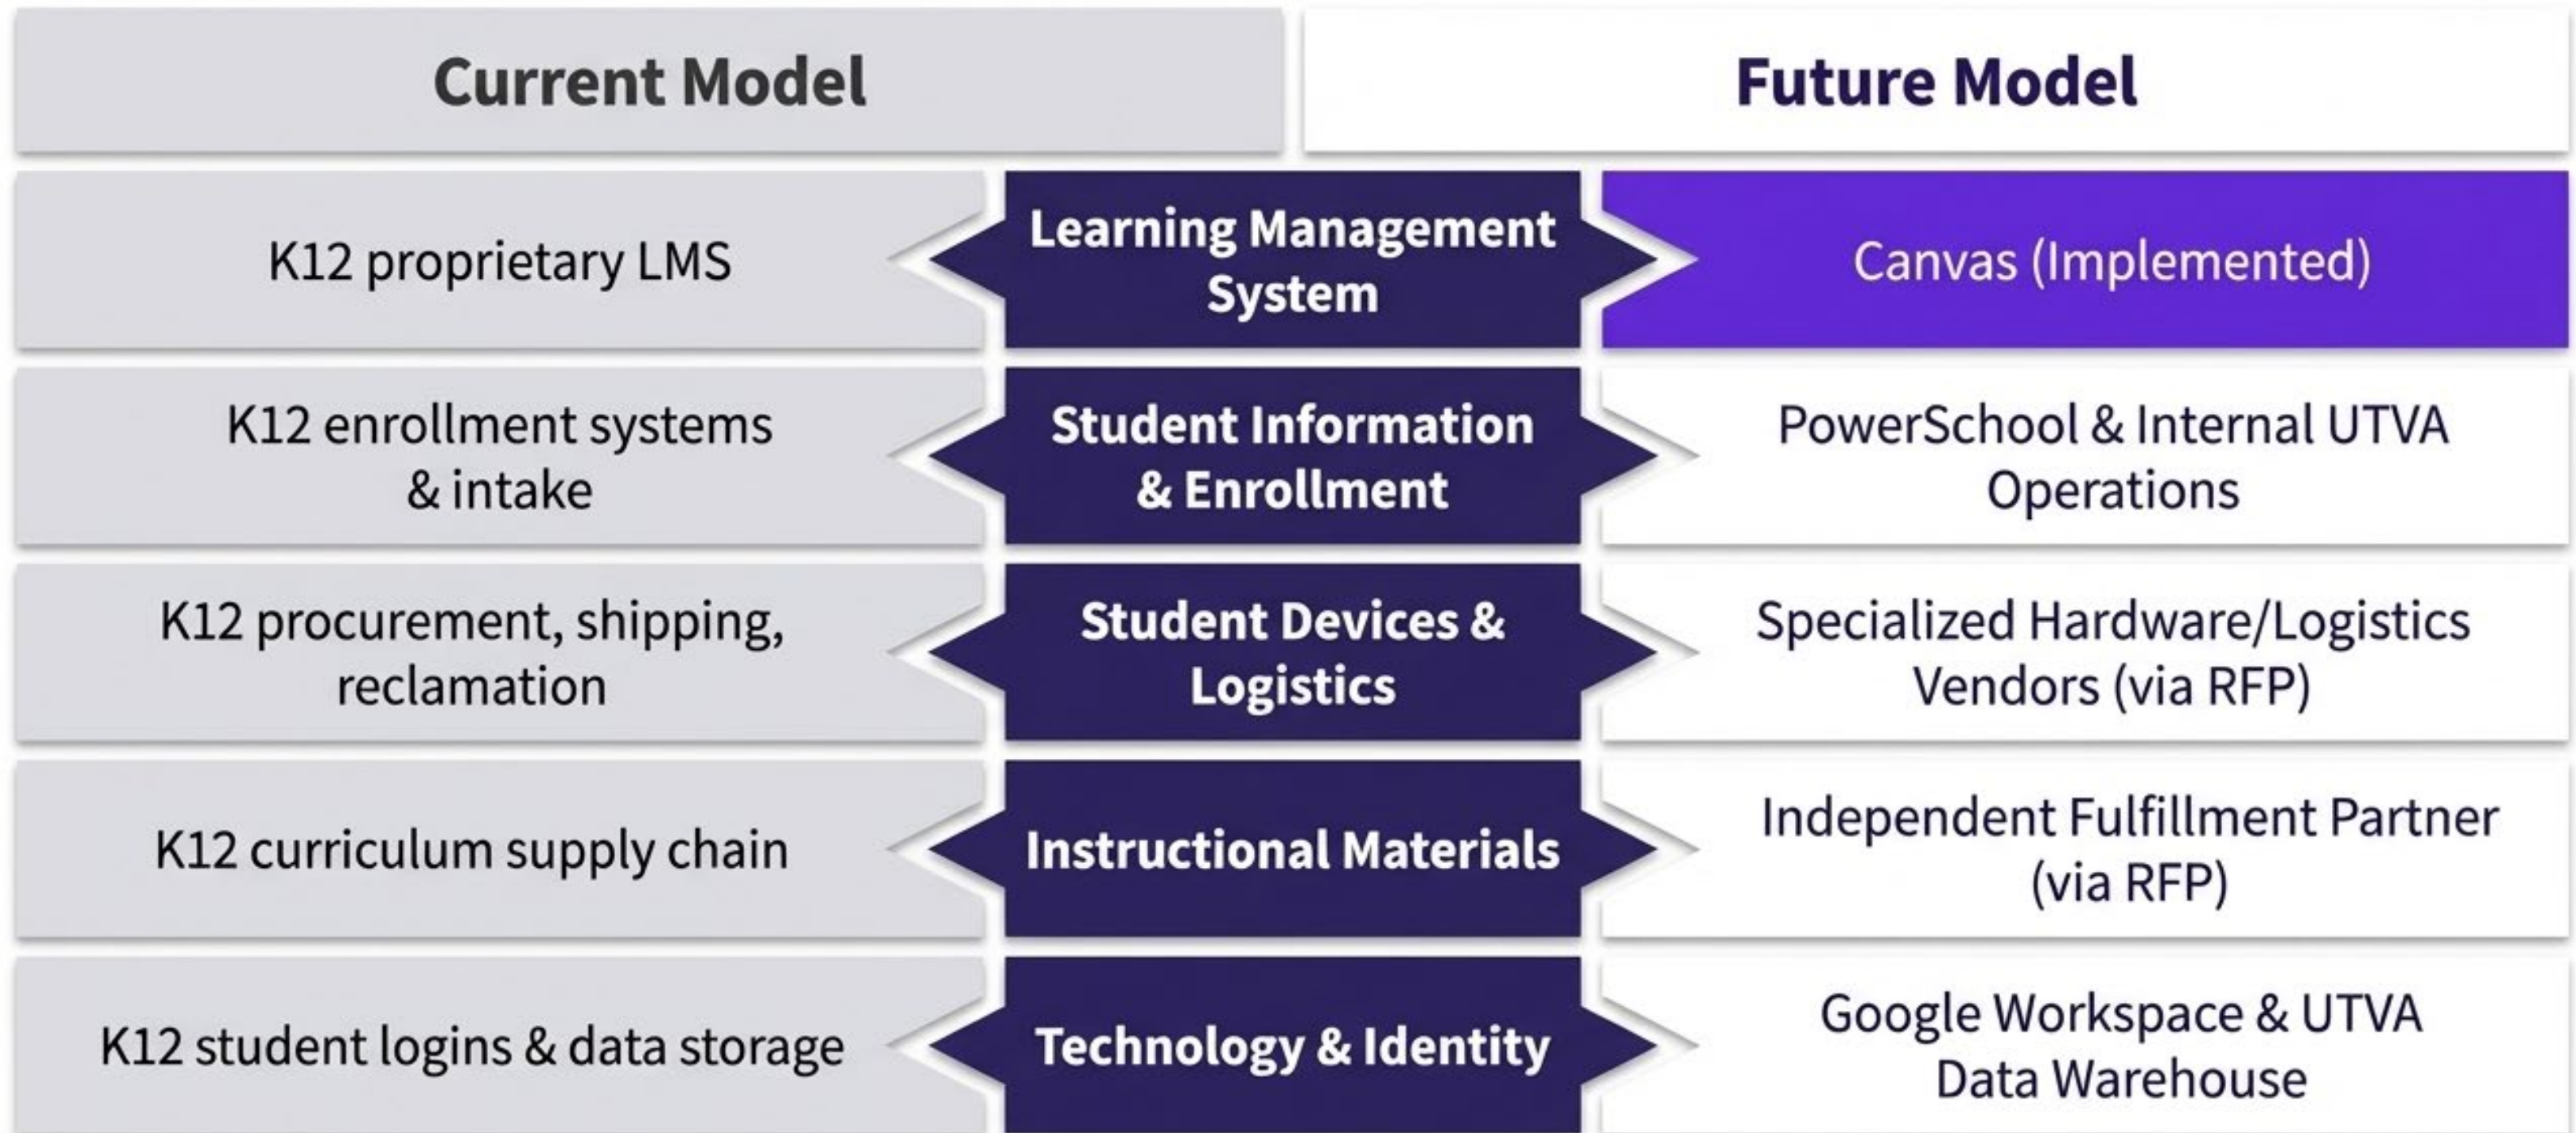 Current Model
Future Model
K12 proprietary LMS
Learning Management
System
Canvas (Implemented)
K12 enrollment systems
& intake
Student Information
& Enrollment
PowerSchool & Internal UTVA
Operations
K12 procurement, shipping,
reclamation
Student Devices &
Logistics
Specialized Hardware/Logistics
Vendors (via RFP)
K12 curriculum supply chain
Instructional Materials
Independent Fulfillment Partner
(via RFP)
K12 student logins & data storage
Technology & Identity
Google Workspace & UTVA
Data Warehouse